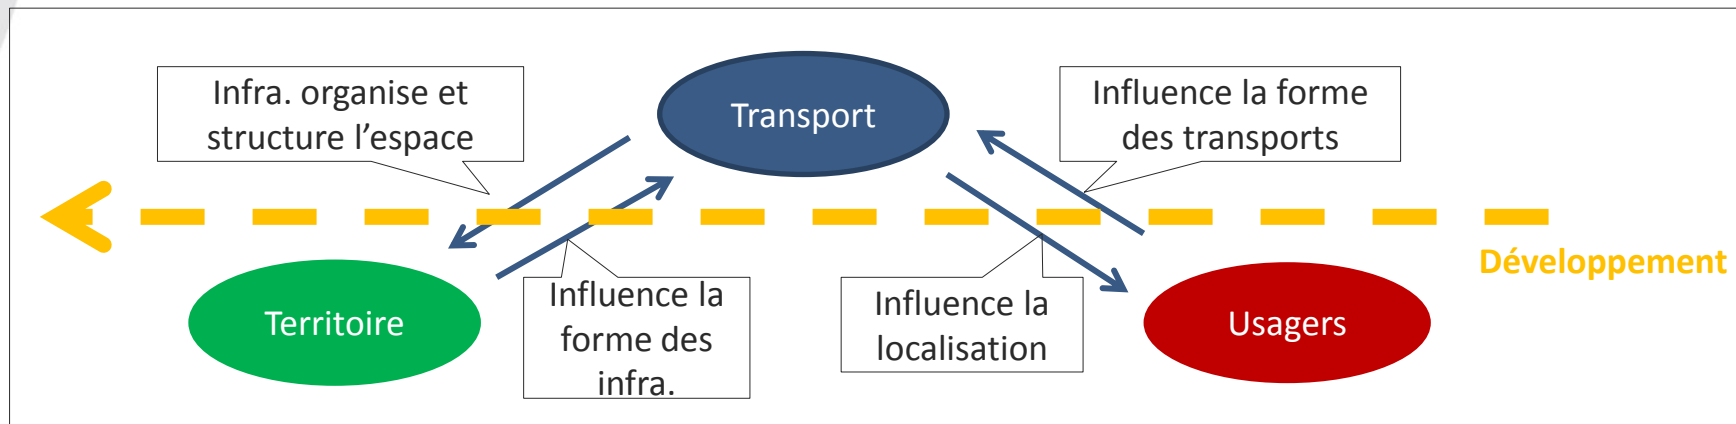 Infra. organise et
structure l’espace
Transport
Influence la forme
des transports
Développement
Territoire
Influence la
forme des
infra.
Influence la
localisation
Usagers